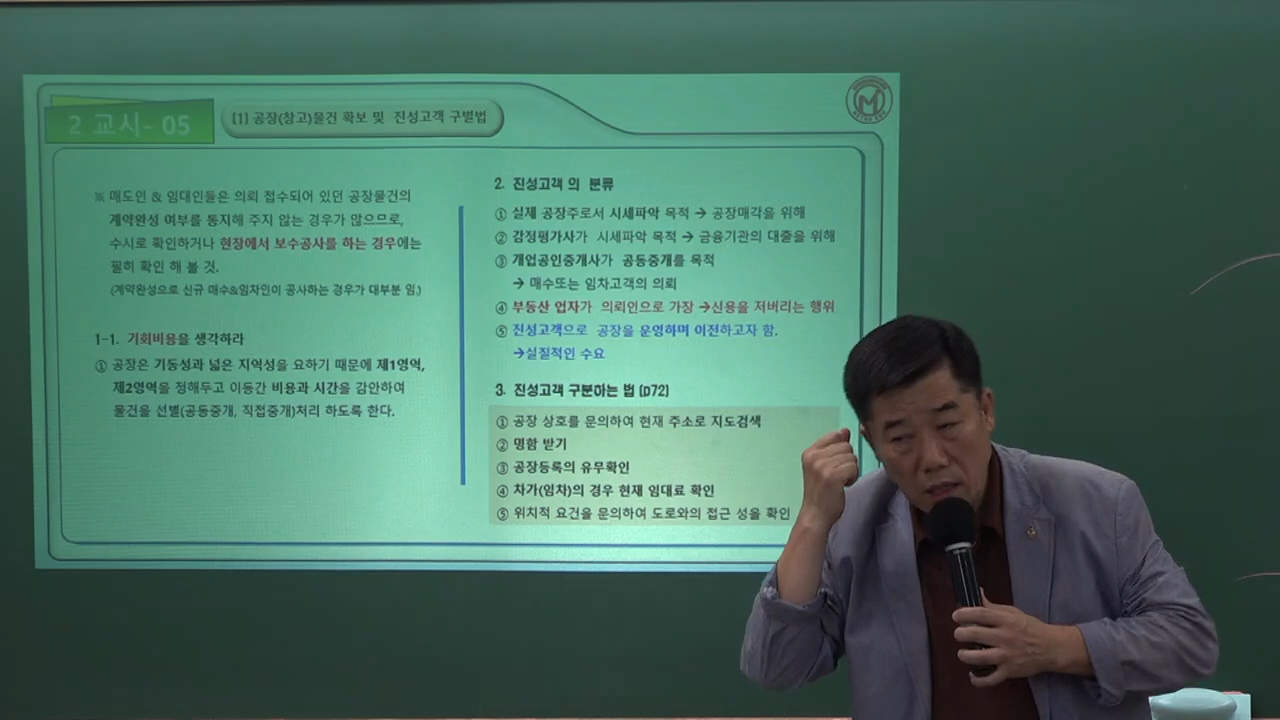 2 교시- 05
[1] 공장(창고)물건 확보 및 진성고객 구별법
※ 매도인 & 임대인들은 의뢰 접수되어 있던 공장물건의
계약완성 여부를 통지해 주지 않는 경우가 많으므로,
수시로 확인하거나 현장에서 보수공사를 하는 경우에는
필히 확인 해 볼 것.
(계약완성으로 신규 매수&임차인이 공사하는 경우가 대부분 임.)
1-1. 기회비용을 생각하라
① 공장은 기동성과 넓은 지역성을 요하기 때문에 제1영역,
제2영역을 정해두고 이동간 비용과 시간을 감안하여
물건을 선별(공동중개, 직접중개)처리 하도록 한다.
2. 진성고객 의 분류
① 실제 공장주로서 시세파악 목적 → 공장매각을 위해
② 감정평가사가 시세파악 목적 → 금융기관의 대출을 위해
③ 개업공인중개사가 공동중개를 목적
→ 매수또는 임차고객의 의뢰
④ 부동산 업자가 의뢰인으로 가장 →신용을 저버리는 행위
⑤ 진성고객으로 공장을 운영하며 이전하고자 함.
→실질적인 수요
3. 진성고객 구분하는 법 (p72)
① 공장 상호를 문의하여 현재 주소로 지도검색
② 명함 받기
③ 공장등록의 유무확인
④ 차가(임차)의 경우 현재 임대료 확인
⑤ 위치적 요건을 문의하여 도로와의 접근 성을 확인